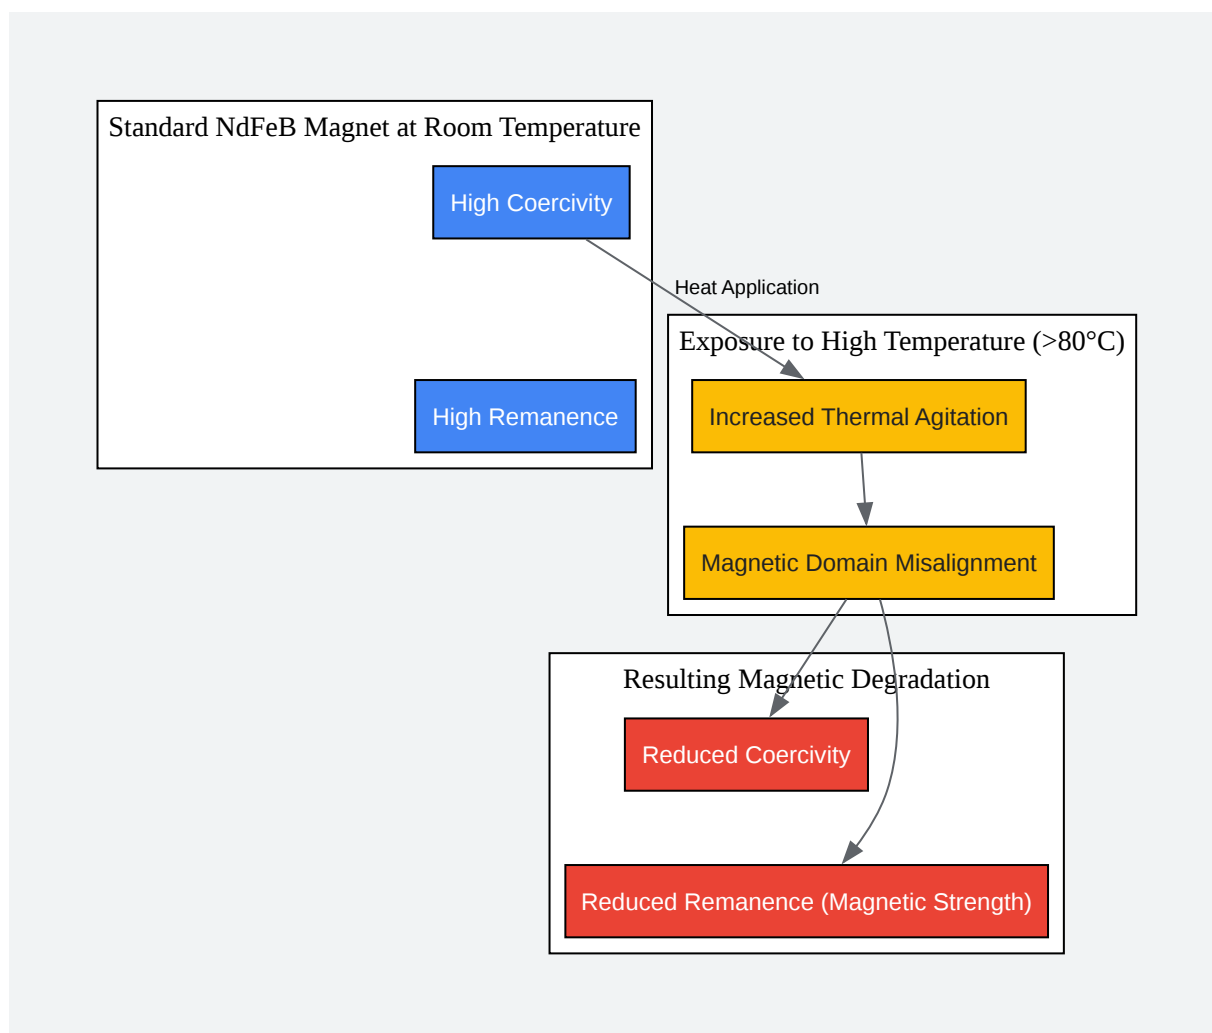 Standard NdFeB Magnet at Room Temperature
High Coercivity
Heat Application
Exposure to High Temperature (>80°C)
High Remanence
Increased Thermal Agitation
Magnetic Domain Misalignment
Resulting Magnetic Degradation
Reduced Coercivity
Reduced Remanence (Magnetic Strength)